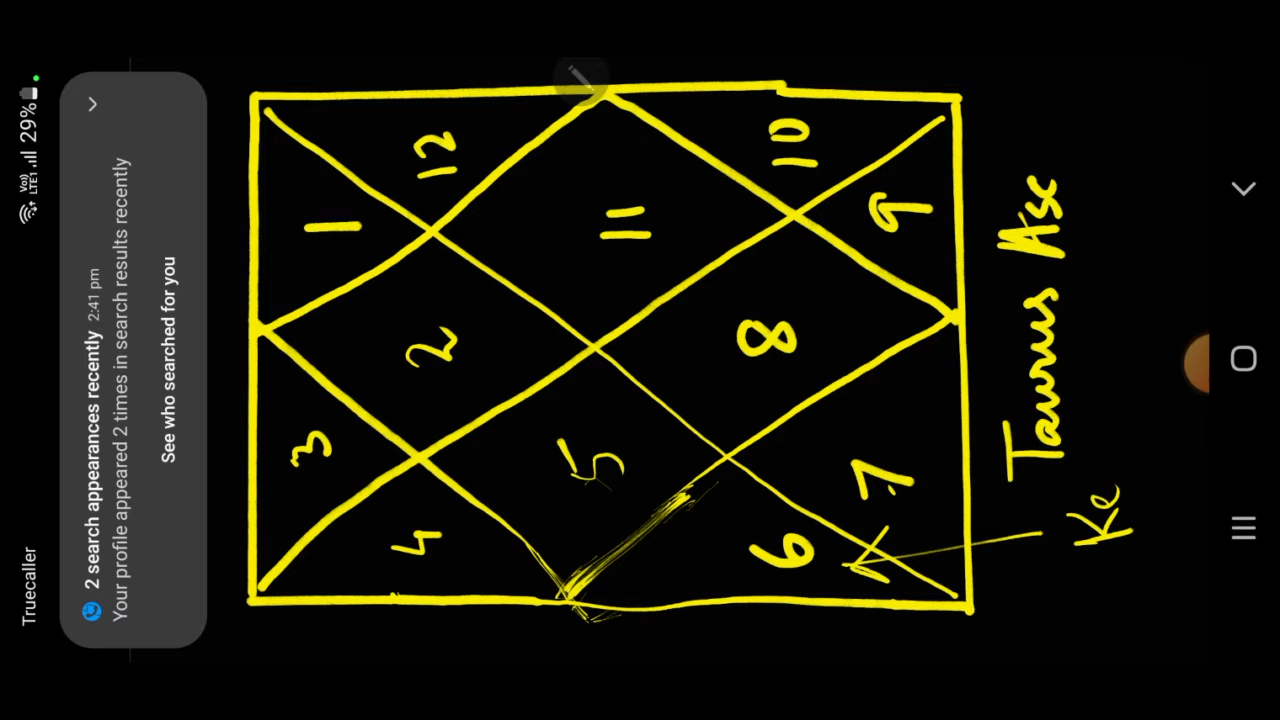 Truecaller
Vo)) LTE1 29%
2 search appearances recently 2:41 pm
Your profile appeared 2 times in search results recently
See who searched for you
3 1
4 2 12
5 11
6 8 10
7 9
Taurus Asc
Ke